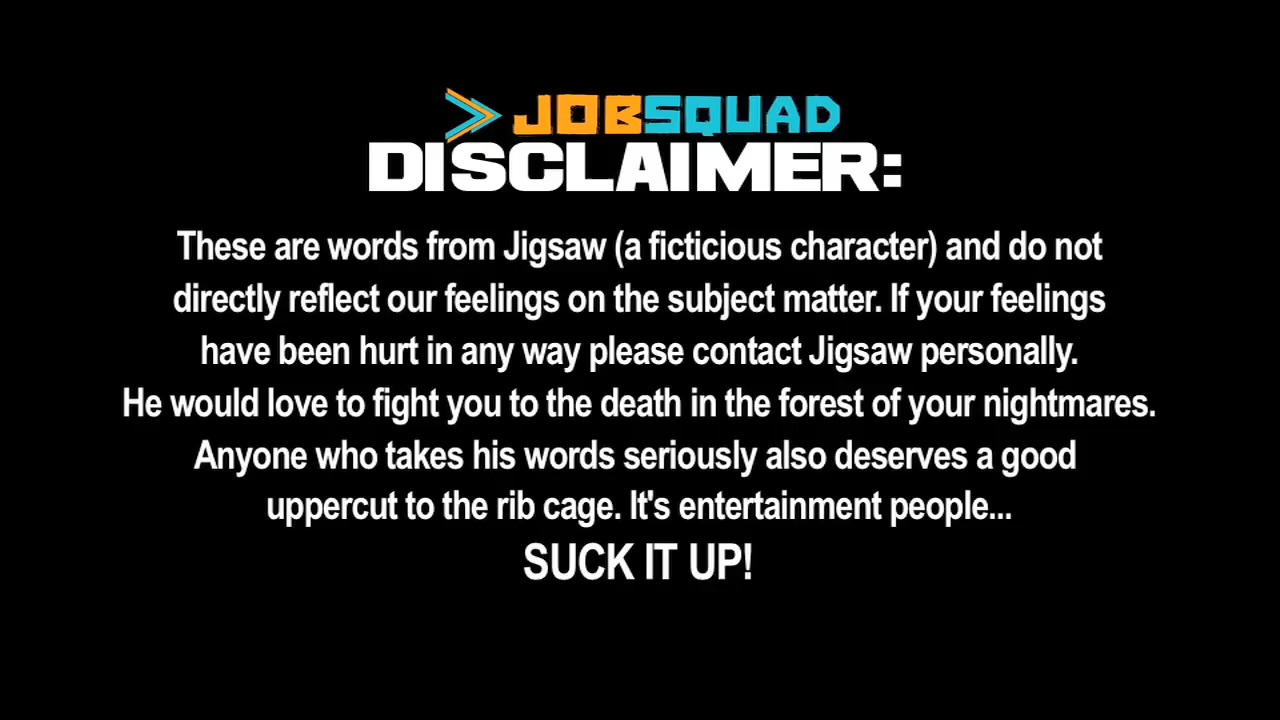 JOBSQUAD
DISCLAIMER:
These are words from Jigsaw (a ficticious character) and do not
directly reflect our feelings on the subject matter. If your feelings
have been hurt in any way please contact Jigsaw personally.
He would love to fight you to the death in the forest of your nightmares.
Anyone who takes his words seriously also deserves a good
uppercut to the rib cage. It's entertainment people...
SUCK IT UP!